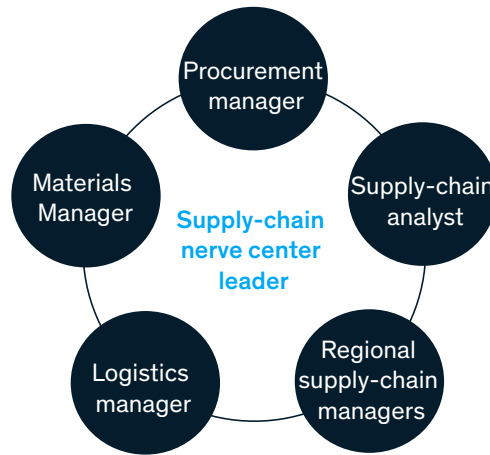 Procurement
manager
Materials
Manager
Supply-chain
analyst
Supply-chain
nerve center
leader
Logistics
manager
Regional
supply-chain
managers